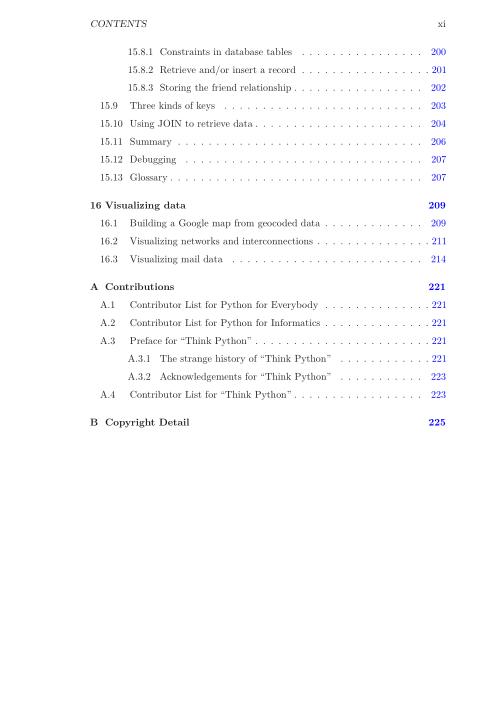 CONTENTS xi
15.8.1 Constraints in database tables . . . . . . . . . . . . . . . 200
15.8.2 Retrieve and/or insert a record . . . . . . . . . . . . . . . . 201
15.8.3 Storing the friend relationship . . . . . . . . . . . . . . . . 202
15.9 Three kinds of keys . . . . . . . . . . . . . . . . . . . . . . . . . 203
15.10 Using JOIN to retrieve data . . . . . . . . . . . . . . . . . . . . . 204
15.11 Summary . . . . . . . . . . . . . . . . . . . . . . . . . . . . . . 206
15.12 Debugging . . . . . . . . . . . . . . . . . . . . . . . . . . . . . 207
15.13 Glossary . . . . . . . . . . . . . . . . . . . . . . . . . . . . . . . 207
16 Visualizing data 209
16.1 Building a Google map from geocoded data . . . . . . . . . . . . . 209
16.2 Visualizing networks and interconnections . . . . . . . . . . . . . . 211
16.3 Visualizing mail data . . . . . . . . . . . . . . . . . . . . . . . . 214
A Contributions 221
A.1 Contributor List for Python for Everybody . . . . . . . . . . . . . 221
A.2 Contributor List for Python for Informatics . . . . . . . . . . . . . 221
A.3 Preface for “Think Python” . . . . . . . . . . . . . . . . . . . . . 221
A.3.1 The strange history of “Think Python” . . . . . . . . . . . 221
A.3.2 Acknowledgements for “Think Python” . . . . . . . . . . . 223
A.4 Contributor List for “Think Python” . . . . . . . . . . . . . . . . . 223
B Copyright Detail 225